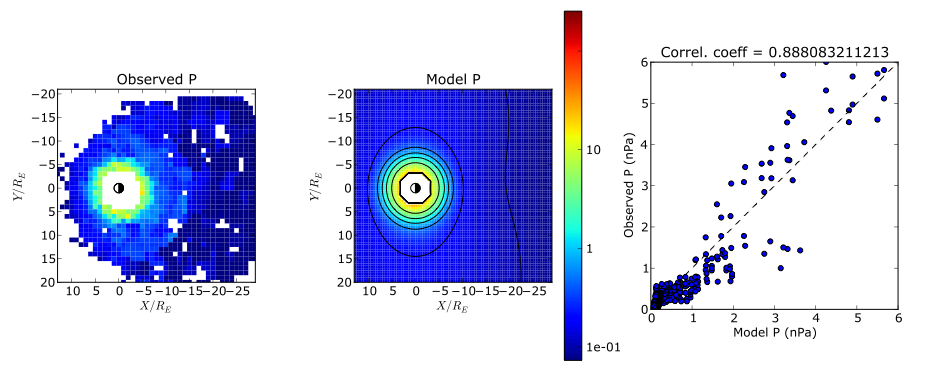 Observed P
−20
−15
−10
−5
0
5
10
15
20
10 5 0 −5 −10 −15 −20 −25
X/R_E
Y/R_E
Model P
−20
−15
−10
−5
0
5
10
15
20
10 5 0 −5 −10 −15 −20 −25
X/R_E
Y/R_E
10
1
1e-01
Correl. coeff = 0.888083211213
6
5
4
3
2
1
0
0 1 2 3 4 5 6
Model P (nPa)
Observed P (nPa)